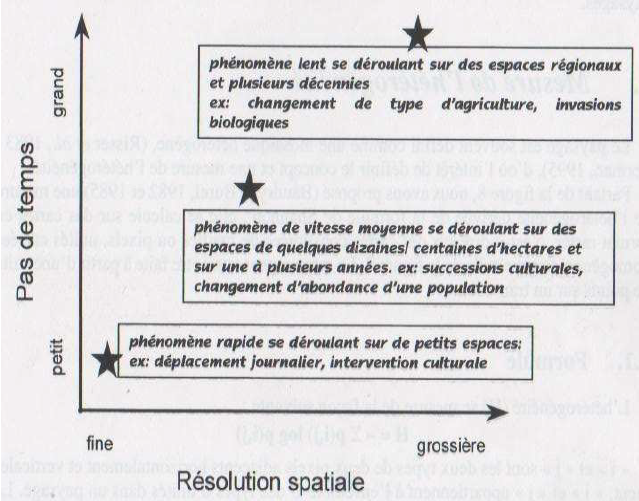 phénomène lent se déroulant sur des espaces régionaux
et plusieurs décennies
ex: changement de type d'agriculture, invasions
biologiques
phénomène de vitesse moyenne se déroulant sur des
espaces de quelques dizaines/ entaines d'hectares
sur une à plusieurs années. ex: successions culturales,
changement d'abondance d'une population
phénomène rapide se déroulant sur de petits espaces;
ex: déplacement journalier, intervention culturale
Pas de temps
grand
petit
fine
grossière
Résolution spatiale